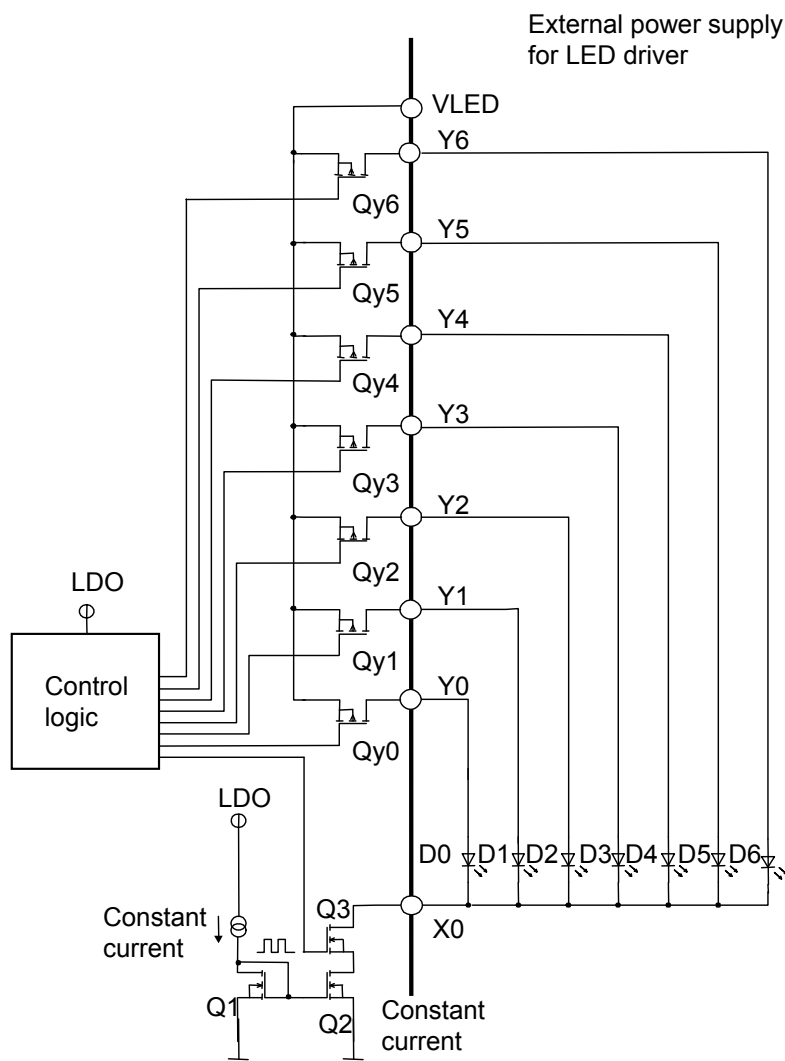 External power supply
for LED driver
VLED
Y6
Qy6
Y5
Qy5
Y4
Qy4
Y3
Qy3
Y2
Qy2
LDO
Y1
Qy1
Control
logic
Y0
Qy0
LDO
D0 D1 D2 D3 D4 D5 D6
Constant
current
Q3
X0
Q1
Q2
Constant
current